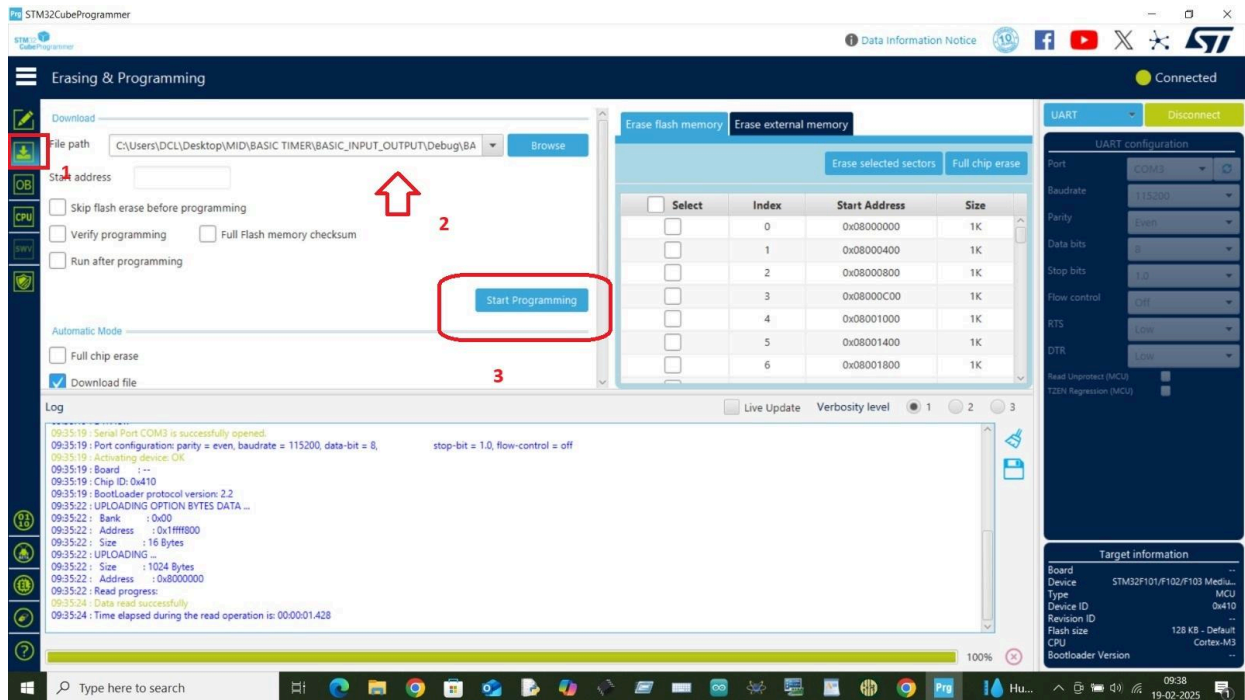 Prg STM32CubeProgrammer
STM32
CubeProgrammer
Data Information Notice
Erasing & Programming
Connected
Download
File path C:\Users\DCL\Desktop\MID\BASIC TIMER\BASIC_INPUT_OUTPUT\Debug\BA Browse
1
Start address
Skip flash erase before programming
2
Verify programming Full Flash memory checksum
Run after programming
Start Programming
Automatic Mode
Full chip erase
3
Download file
OB
CPU
SWV
Erase flash memory Erase external memory
Erase selected sectors Full chip erase
Select Index Start Address Size
0 0x08000000 1K
1 0x08000400 1K
2 0x08000800 1K
3 0x08000C00 1K
4 0x08001000 1K
5 0x08001400 1K
6 0x08001800 1K
UART Disconnect
UART configuration
Port COM3
Baudrate 115200
Parity Even
Data bits 8
Stop bits 1.0
Flow control Off
RTS Low
DTR Low
Read Unprotect (MCU)
TZEN Regression (MCU)
Log
Live Update Verbosity level 1 2 3
09:35:19 : Serial Port COM3 is successfully opened.
09:35:19 : Port configuration: parity = even, baudrate = 115200, data-bit = 8, stop-bit = 1.0, flow-control = off
09:35:19 : Activating device: OK
09:35:19 : Board : --
09:35:19 : Chip ID: 0x410
09:35:19 : BootLoader protocol version: 2.2
09:35:22 : UPLOADING OPTION BYTES DATA ...
09:35:22 : Bank : 0x00
09:35:22 : Address : 0x1ffff800
09:35:22 : Size : 16 Bytes
09:35:22 : UPLOADING ...
09:35:22 : Size : 1024 Bytes
09:35:22 : Address : 0x8000000
09:35:22 : Read progress:
09:35:24 : Data read successfully
09:35:24 : Time elapsed during the read operation is: 00:00:01.428
100%
Target information
Board --
Device STM32F101/F102/F103 Mediu...
Type MCU
Device ID 0x410
Revision ID --
Flash size 128 KB - Default
CPU Cortex-M3
Bootloader Version --
Type here to search
Prg
Hu...
09:38
19-02-2025